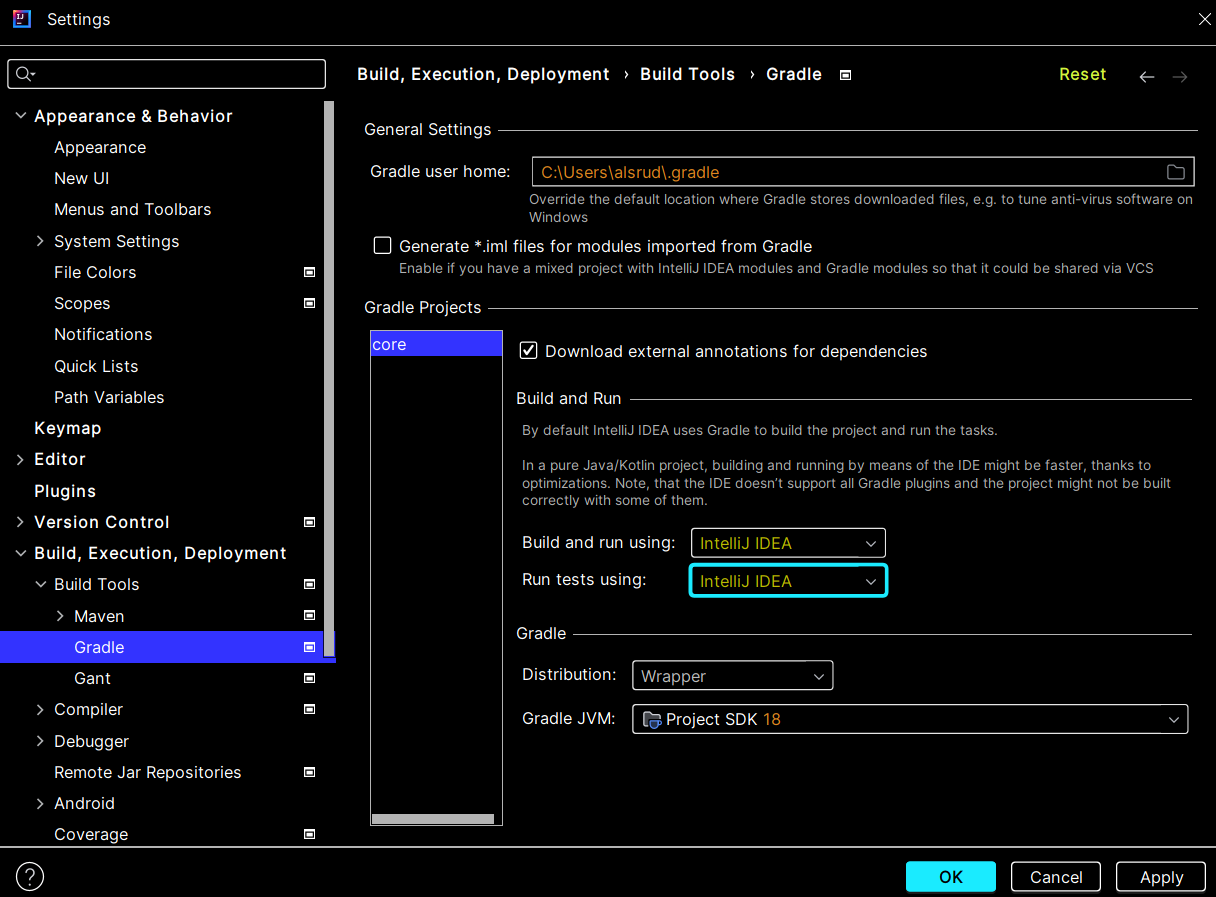 Settings
Appearance & Behavior
Appearance
New UI
Menus and Toolbars
System Settings
File Colors
Scopes
Notifications
Quick Lists
Path Variables
Keymap
Editor
Plugins
Version Control
Build, Execution, Deployment
Build Tools
Maven
Gradle
Gant
Compiler
Debugger
Remote Jar Repositories
Android
Coverage
Build, Execution, Deployment › Build Tools › Gradle
Reset
General Settings
Gradle user home: C:\Users\alsrud\.gradle
Override the default location where Gradle stores downloaded files, e.g. to tune anti-virus software on
Windows
Generate *.iml files for modules imported from Gradle
Enable if you have a mixed project with IntelliJ IDEA modules and Gradle modules so that it could be shared via VCS
Gradle Projects
core
Download external annotations for dependencies
Build and Run
By default IntelliJ IDEA uses Gradle to build the project and run the tasks.
In a pure Java/Kotlin project, building and running by means of the IDE might be faster, thanks to
optimizations. Note, that the IDE doesn't support all Gradle plugins and the project might not be built
correctly with some of them.
Build and run using: IntelliJ IDEA
Run tests using: IntelliJ IDEA
Gradle
Distribution: Wrapper
Gradle JVM: Project SDK 18
? OK Cancel Apply